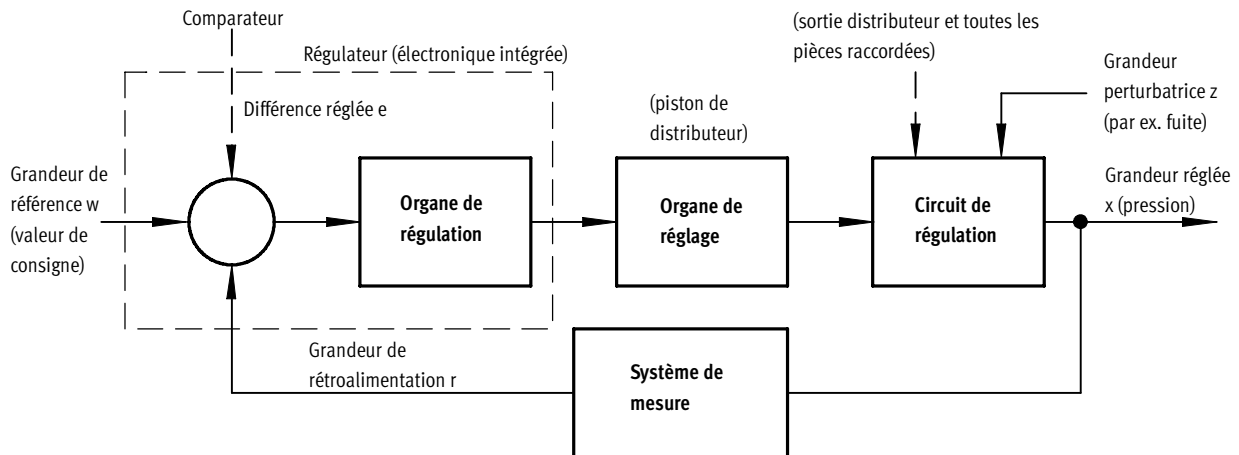 Comparateur
(sortie distributeur et toutes les
pièces raccordées)
Régulateur (électronique intégrée)
Grandeur
perturbatrice z
(par ex. fuite)
Différée réglée e
(piston de
distributeur)
Grandeur de
référence w
(valeur de
consigne)
Organe de
régulation
Organe de
réglage
Circuit de
régulation
Grandeur réglée
x (pression)
Grandeur de
rétroalimentation r
Système de
mesure